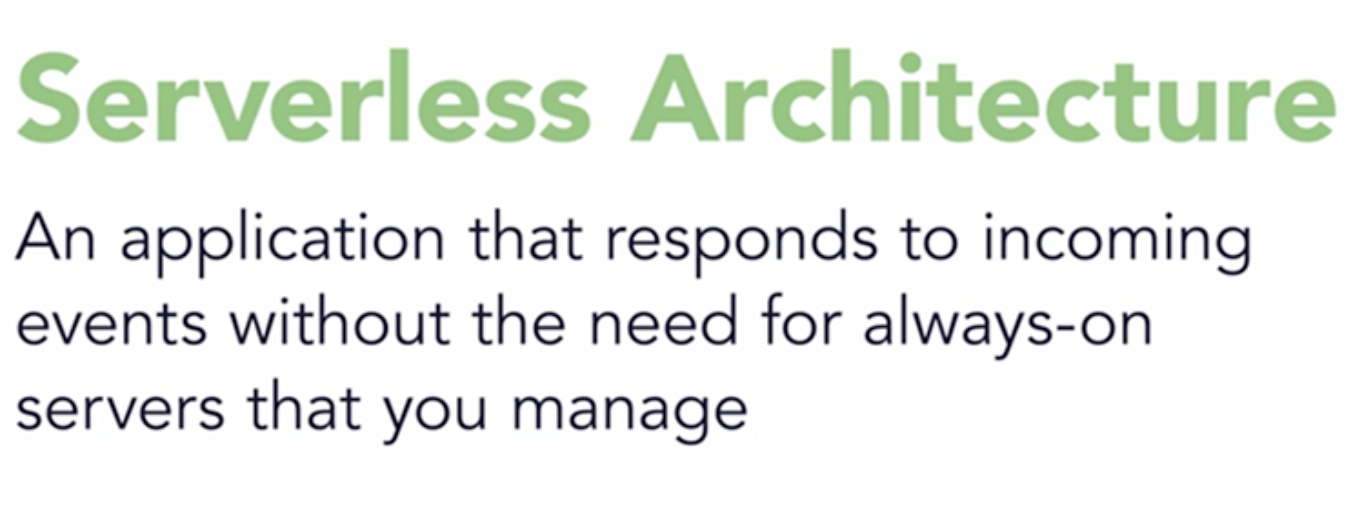 Serverless Architecture
An application that responds to incoming
events without the need for always-on
servers that you manage